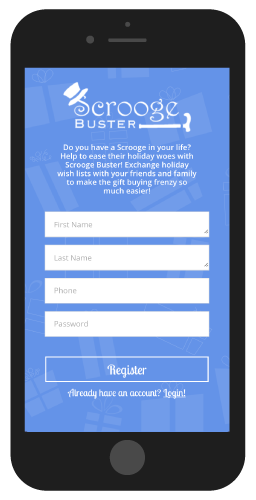 Scrooge
BUSTER
Do you have a Scrooge in your life?
Help to ease their holiday woes with
Scrooge Buster! Exchange holiday
wish lists with your friends and family
to make the gift buying frenzy so
much easier!
First Name
Last Name
Phone
Password
Register
Already have an account? Login!